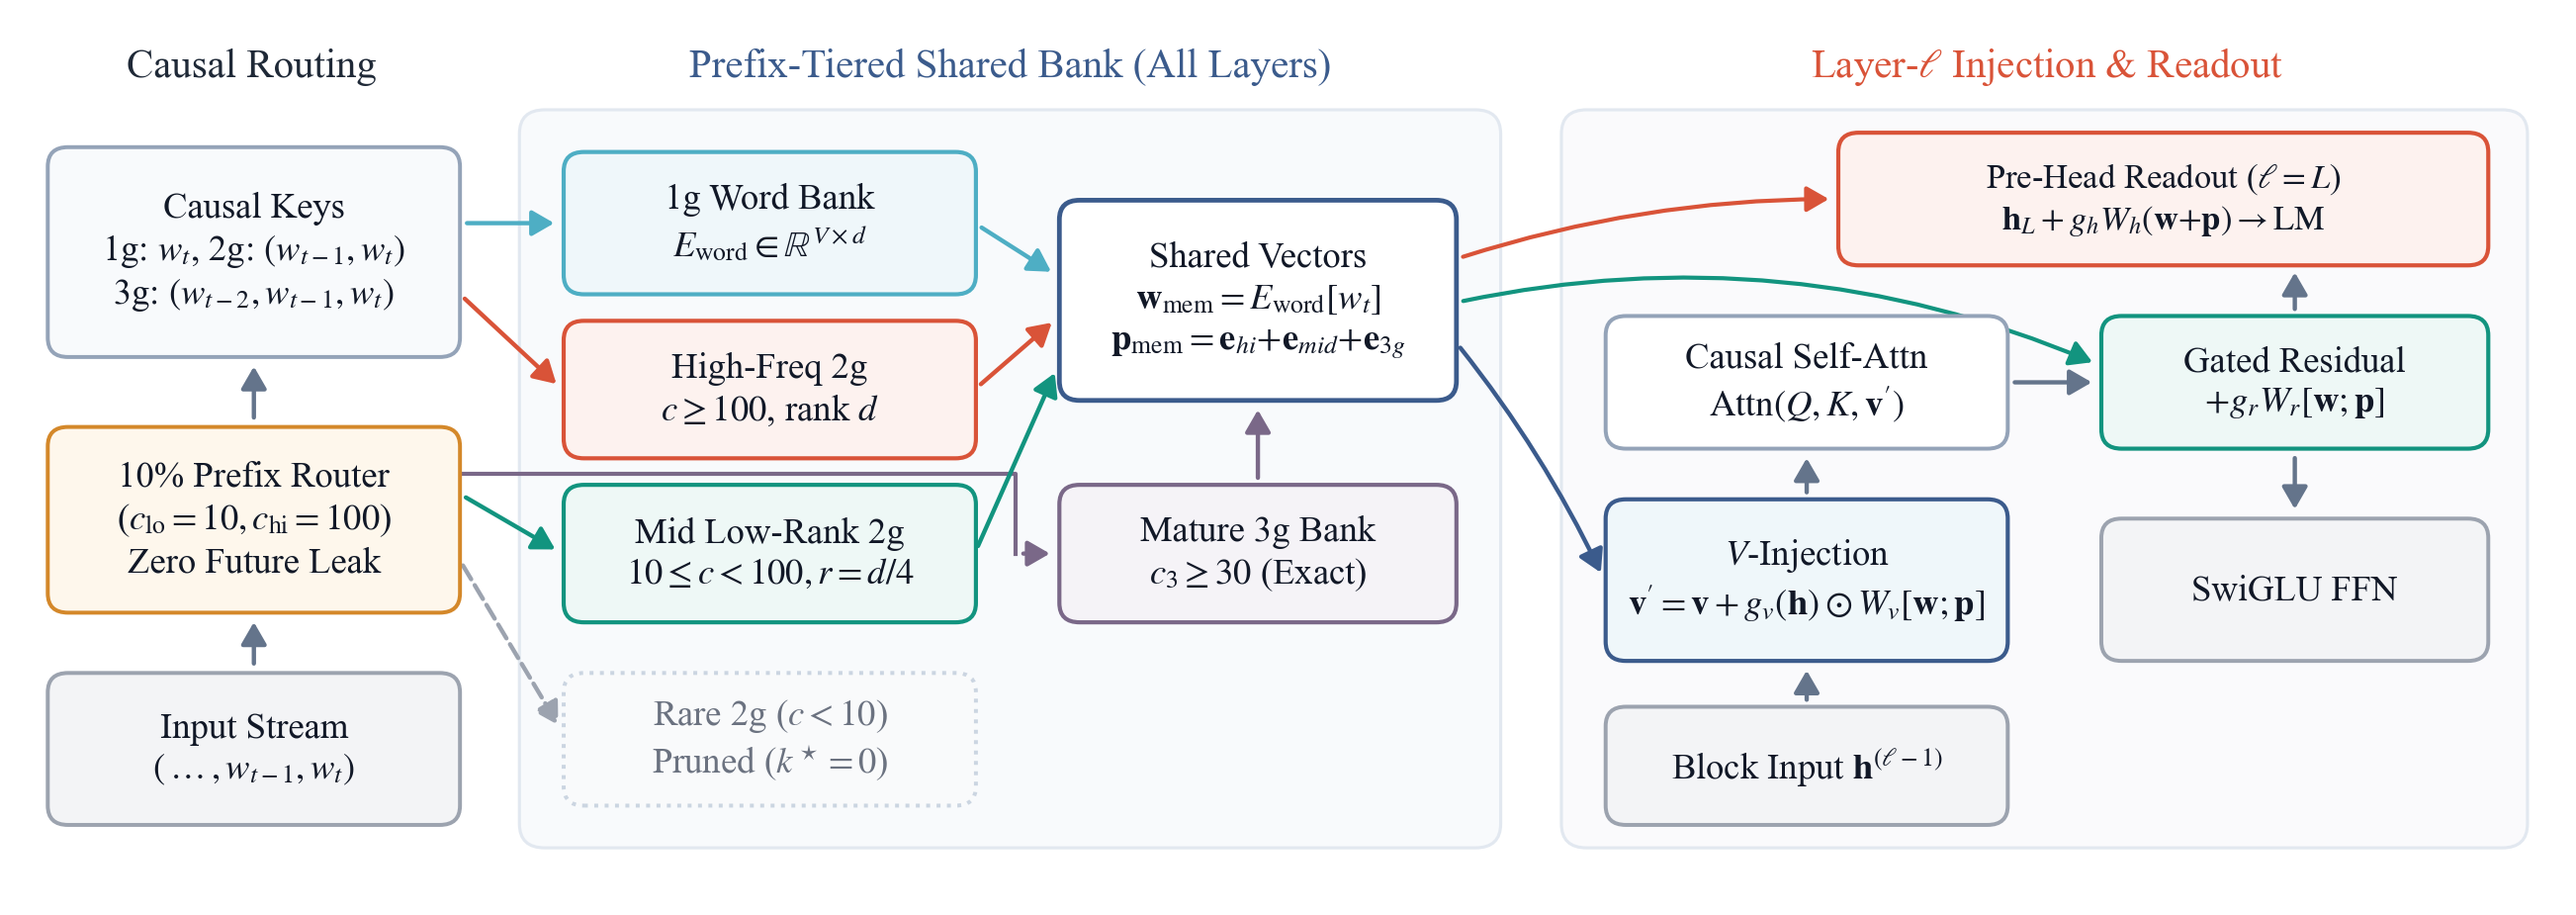 Causal Routing
Causal Keys
1g: w_t, 2g: (w_{t−1}, w_t)
3g: (w_{t−2}, w_{t−1}, w_t)
10% Prefix Router
(c_lo = 10, c_hi = 100)
Zero Future Leak
Input Stream
(…, w_{t−1}, w_t)
Prefix-Tiered Shared Bank (All Layers)
1g Word Bank
E_word ∈ ℝ^{V×d}
High-Freq 2g
c ≥ 100, rank d
Mid Low-Rank 2g
10 ≤ c < 100, r = d/4
Rare 2g (c < 10)
Pruned (k⋆ = 0)
Shared Vectors
w_mem = E_word[w_t]
p_mem = e_hi+e_mid+e_3g
Mature 3g Bank
c_3 ≥ 30 (Exact)
Layer-ℓ Injection & Readout
Pre-Head Readout (ℓ = L)
h_L + g_h W_h(w+p) → LM
Causal Self-Attn
Attn(Q, K, v′)
Gated Residual
+g_r W_r[w; p]
V-Injection
v′ = v + g_v(h) ⊙ W_v[w; p]
SwiGLU FFN
Block Input h^{(ℓ−1)}